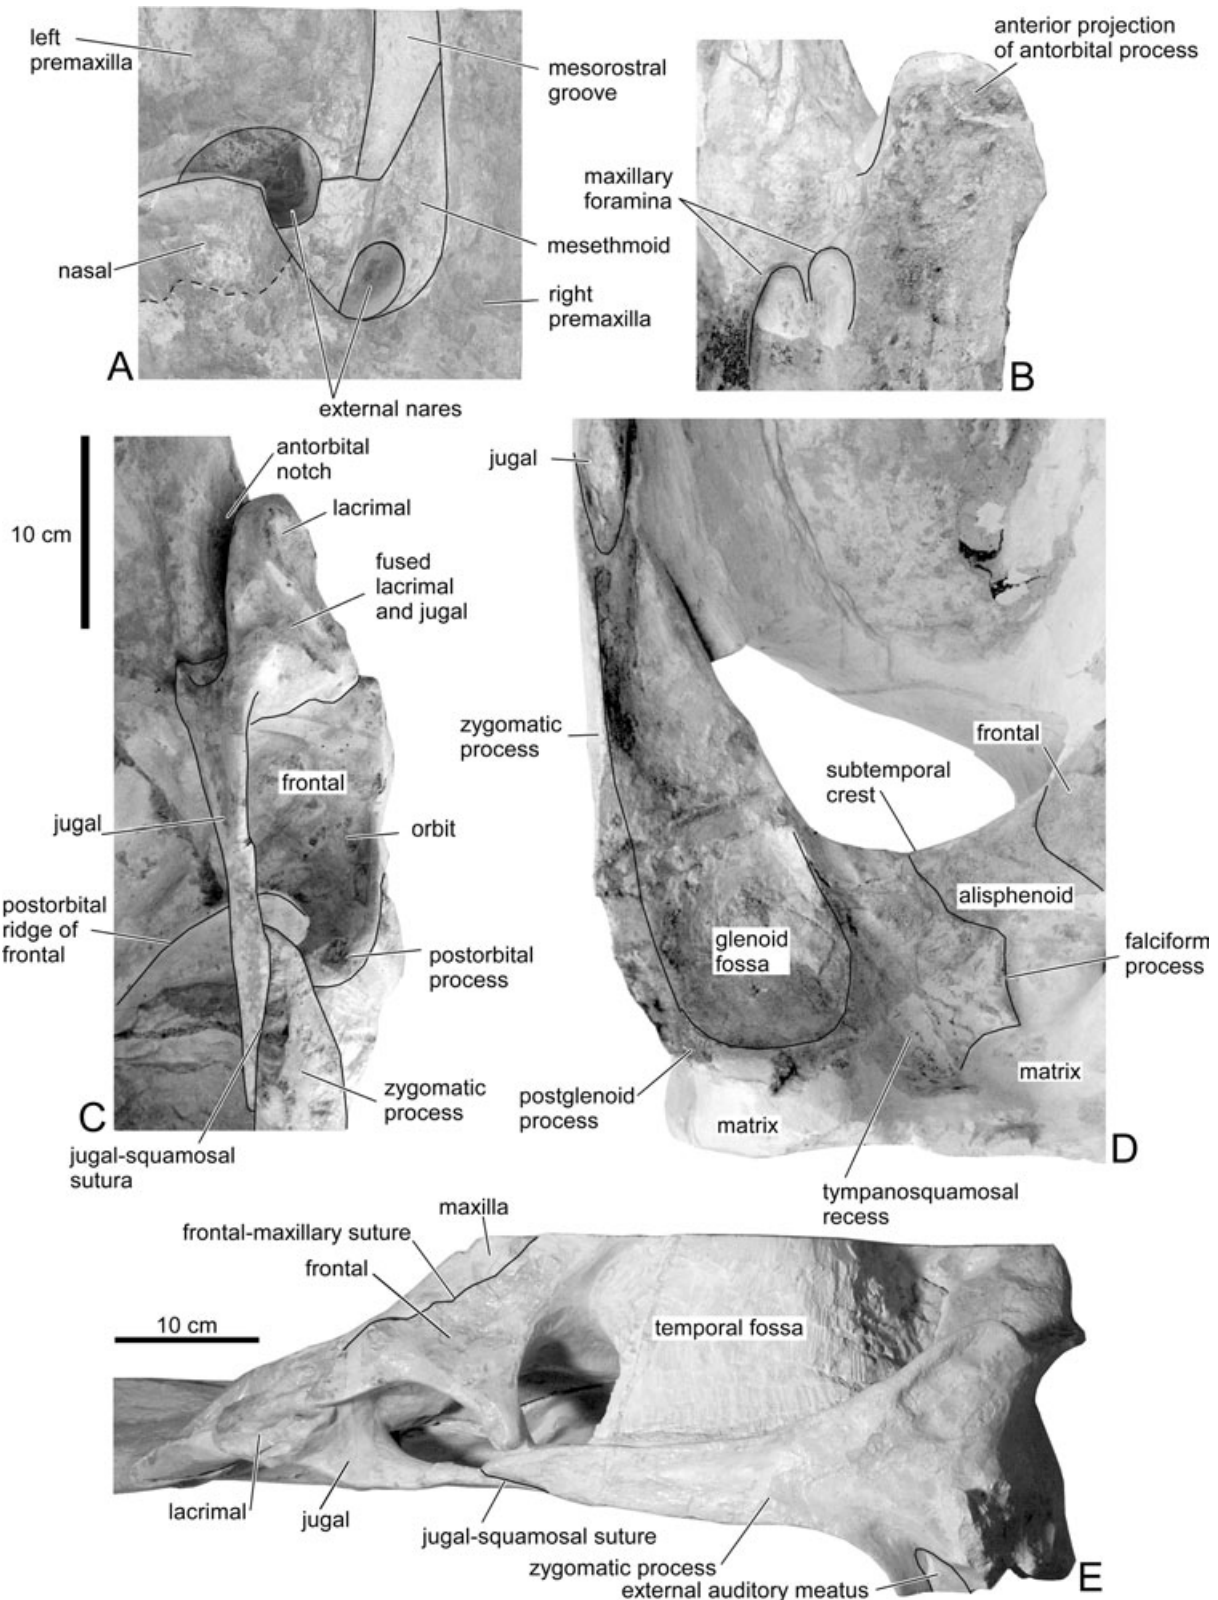 left
premaxilla
mesorostral
groove
nasal
mesethmoid
right
premaxilla
A
external nares
anterior projection
of antorbital process
maxillary
foramina
B
10 cm
antorbital
notch
lacrimal
fused
lacrimal
and jugal
frontal
jugal
orbit
postorbital
ridge of
frontal
postorbital
process
zygomatic
process
C
jugal-squamosal
sutura
jugal
zygomatic
process
frontal
subtemporal
crest
alisphenoid
glenoid
fossa
falciform
process
postglenoid
process
matrix
matrix
D
tympanosquamosal
recess
maxilla
frontal-maxillary suture
frontal
10 cm
temporal fossa
lacrimal
jugal
jugal-squamosal suture
zygomatic process
external auditory meatus
E